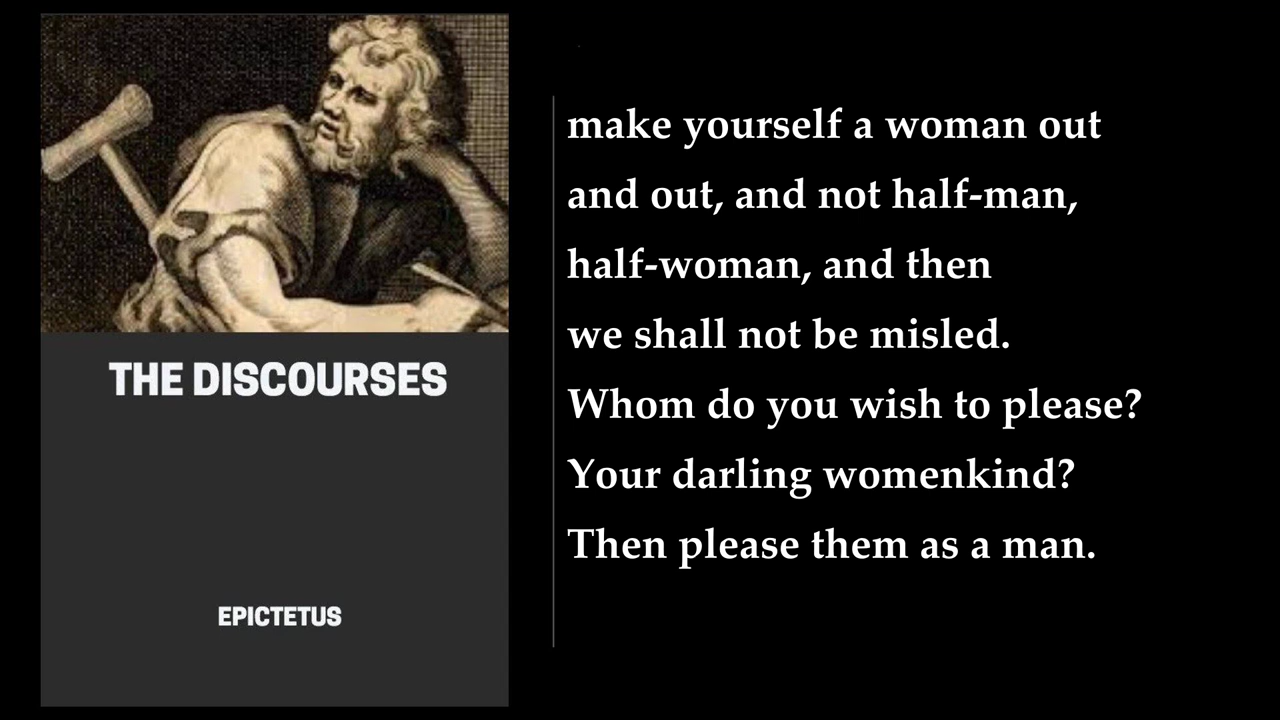 THE DISCOURSES
EPICTETUS
make yourself a woman out
and out, and not half-man,
half-woman, and then
we shall not be misled.
Whom do you wish to please?
Your darling womenkind?
Then please them as a man.